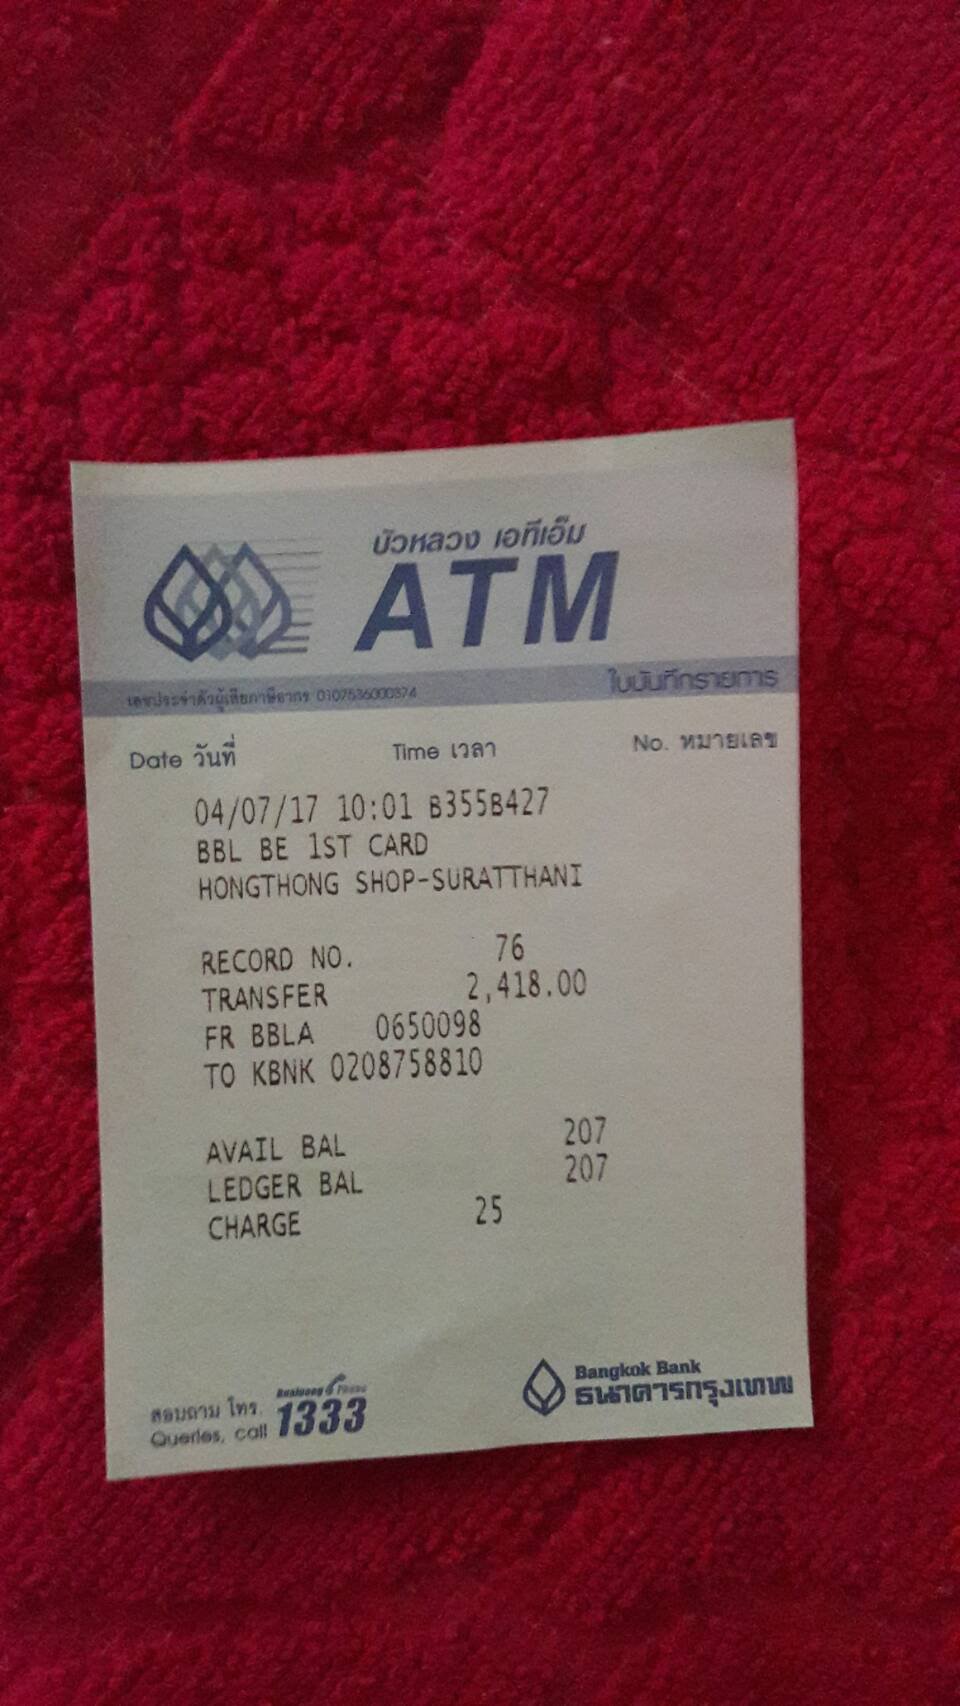 บัวหลวง เอทีเอ็ม
ATM
เลขประจำตัวผู้เสียภาษีอากร 0107536000374 ใบบันทึกรายการ
Date วันที่ Time เวลา No. หมายเลข
04/07/17 10:01 B355B427
BBL BE 1ST CARD
HONGTHONG SHOP-SURATTHANI
RECORD NO. 76
TRANSFER 2,418.00
FR BBLA 0650098
TO KBNK 0208758810
AVAIL BAL 207
LEDGER BAL 207
CHARGE 25
สอบถาม โทร.
Queries, call
Bualuang Phone
1333
Bangkok Bank
ธนาคารกรุงเทพ